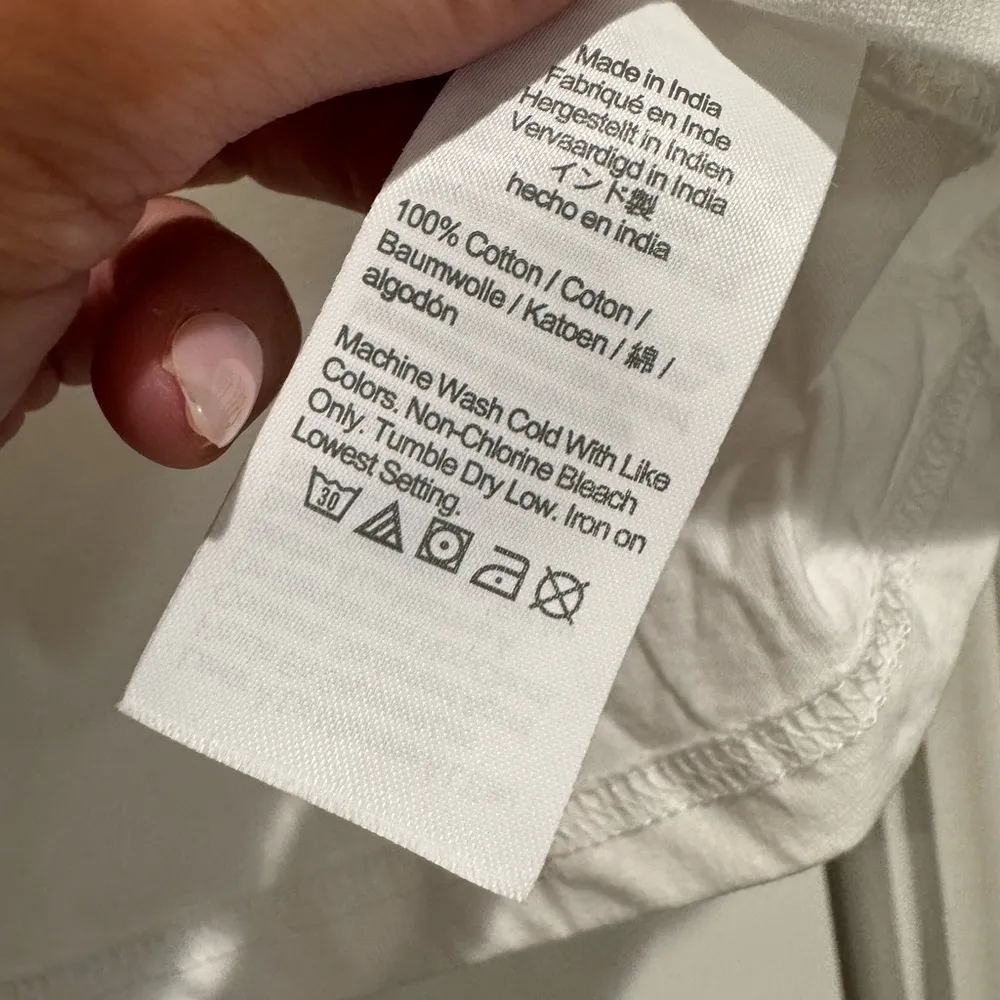 Made in India
Fabriqué en Inde
Hergestellt in Indien
Vervaardigd in India
インド製
hecho en india
100% Cotton / Coton /
Baumwolle / Katoen / 綿 /
algodón
Machine Wash Cold With Like
Colors. Non-Chlorine Bleach
Only. Tumble Dry Low. Iron on
Lowest Setting.
30